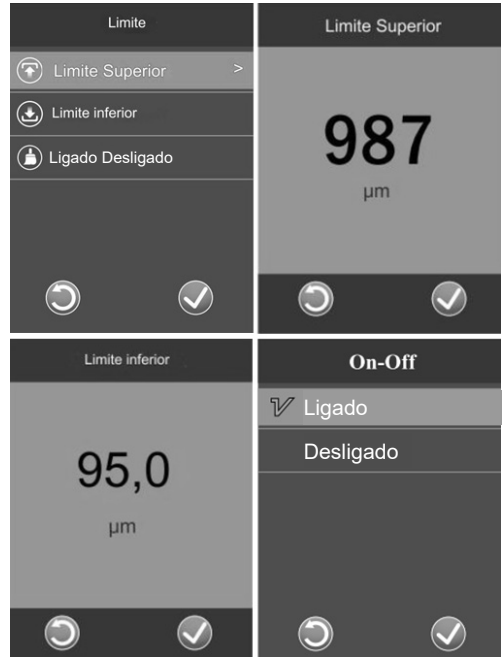 Limite
Limite Superior >
Limite inferior
Ligado Desligado
Limite Superior
987
µm
Limite inferior
95,0
µm
On-Off
Ligado
Desligado